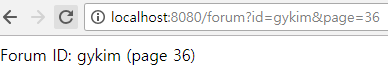 localhost:8080/forum?id=gykim&page=36
Forum ID: gykim (page 36)